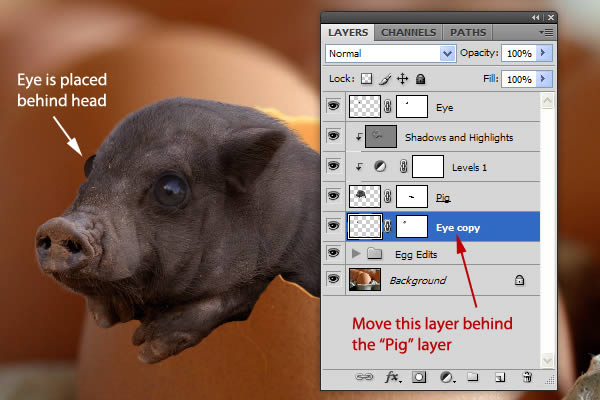 Eye is placed
behind head
LAYERS CHANNELS PATHS
Normal Opacity: 100%
Lock: Fill: 100%
Eye
Shadows and Highlights
Levels 1
Pig
Eye copy
Egg Edits
Background
Move this layer behind
the “Pig” layer
fx